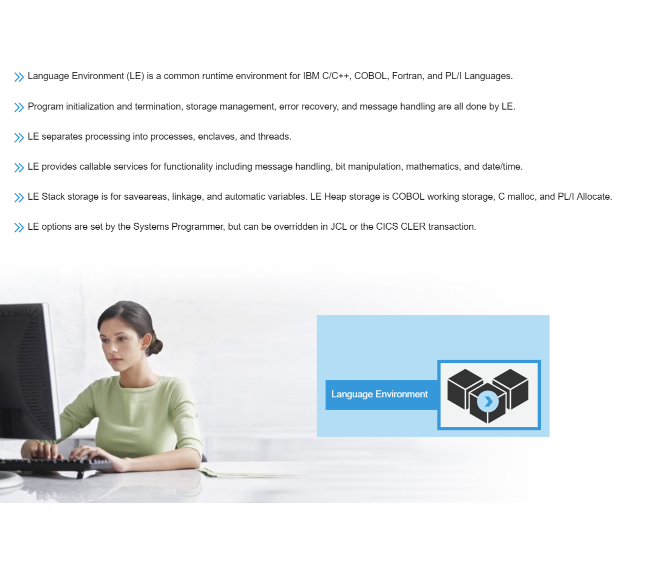 Language Environment (LE) is a common runtime environment for IBM C/C++, COBOL, Fortran, and PL/I Languages.
Program initialization and termination, storage management, error recovery, and message handling are all done by LE.
LE separates processing into processes, enclaves, and threads.
LE provides callable services for functionality including message handling, bit manipulation, mathematics, and date/time.
LE Stack storage is for saveareas, linkage, and automatic variables. LE Heap storage is COBOL working storage, C malloc, and PL/I Allocate.
LE options are set by the Systems Programmer, but can be overridden in JCL or the CICS CLER transaction.
Language Environment